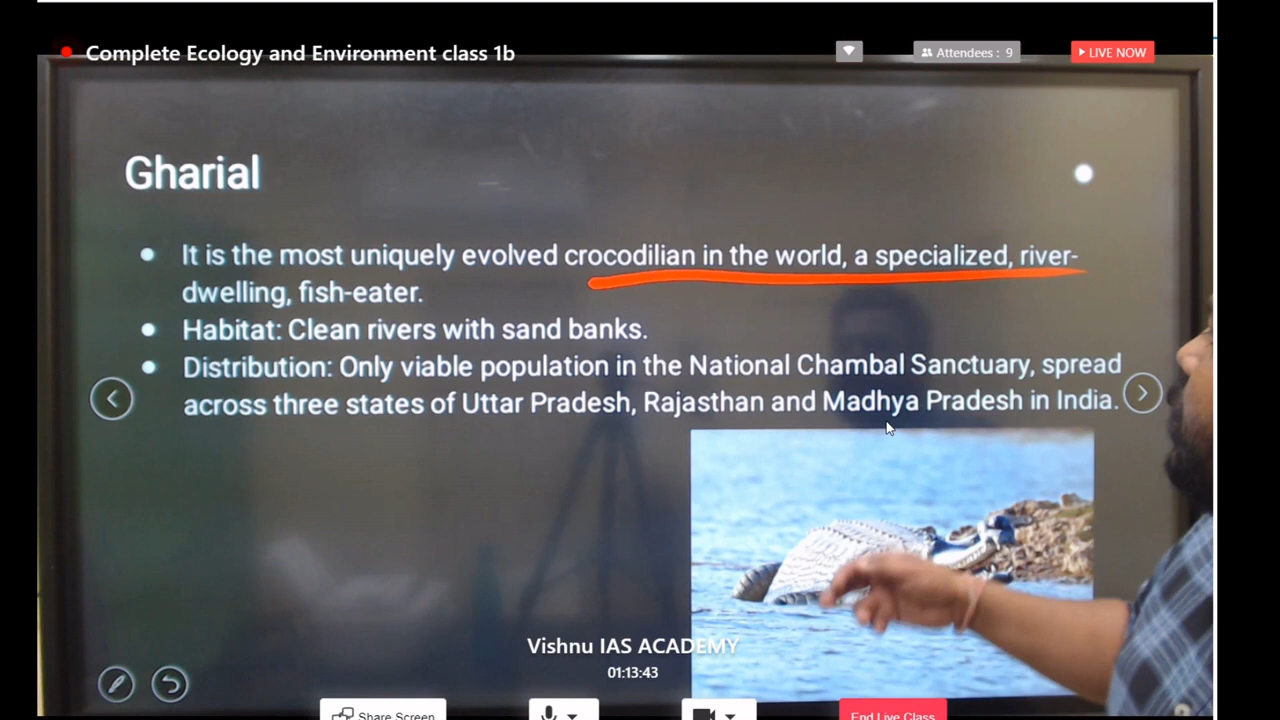 Complete Ecology and Environment class 1b
Attendees : 9
LIVE NOW
Gharial
It is the most uniquely evolved crocodilian in the world, a specialized, river-
dwelling, fish-eater.
Habitat: Clean rivers with sand banks.
Distribution: Only viable population in the National Chambal Sanctuary, spread
across three states of Uttar Pradesh, Rajasthan and Madhya Pradesh in India.
Vishnu IAS ACADEMY
01:13:43
Share Screen
End Live Class